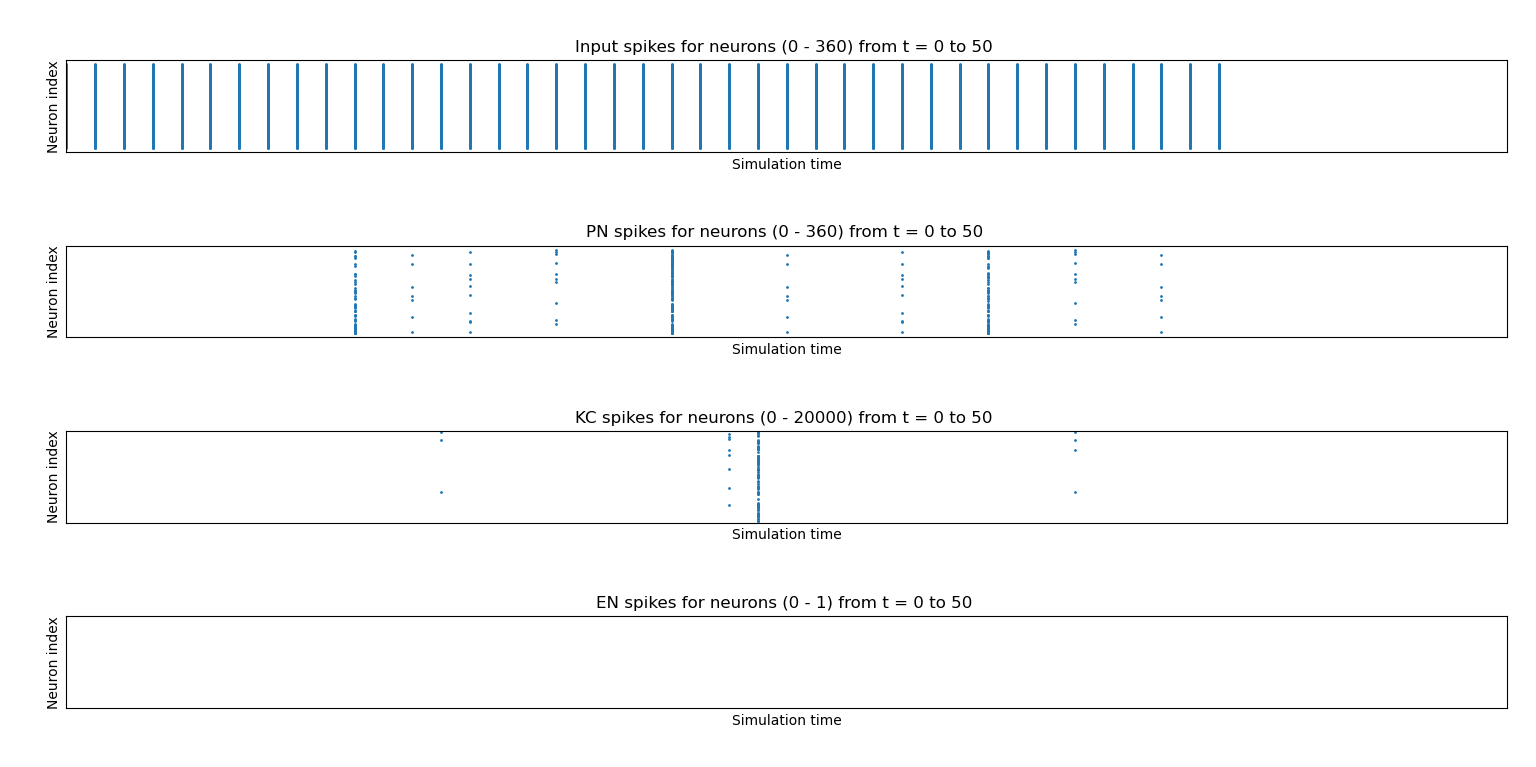 Input spikes for neurons (0 - 360) from t = 0 to 50
Neuron index
Simulation time
PN spikes for neurons (0 - 360) from t = 0 to 50
Neuron index
Simulation time
KC spikes for neurons (0 - 20000) from t = 0 to 50
Neuron index
Simulation time
EN spikes for neurons (0 - 1) from t = 0 to 50
Neuron index
Simulation time